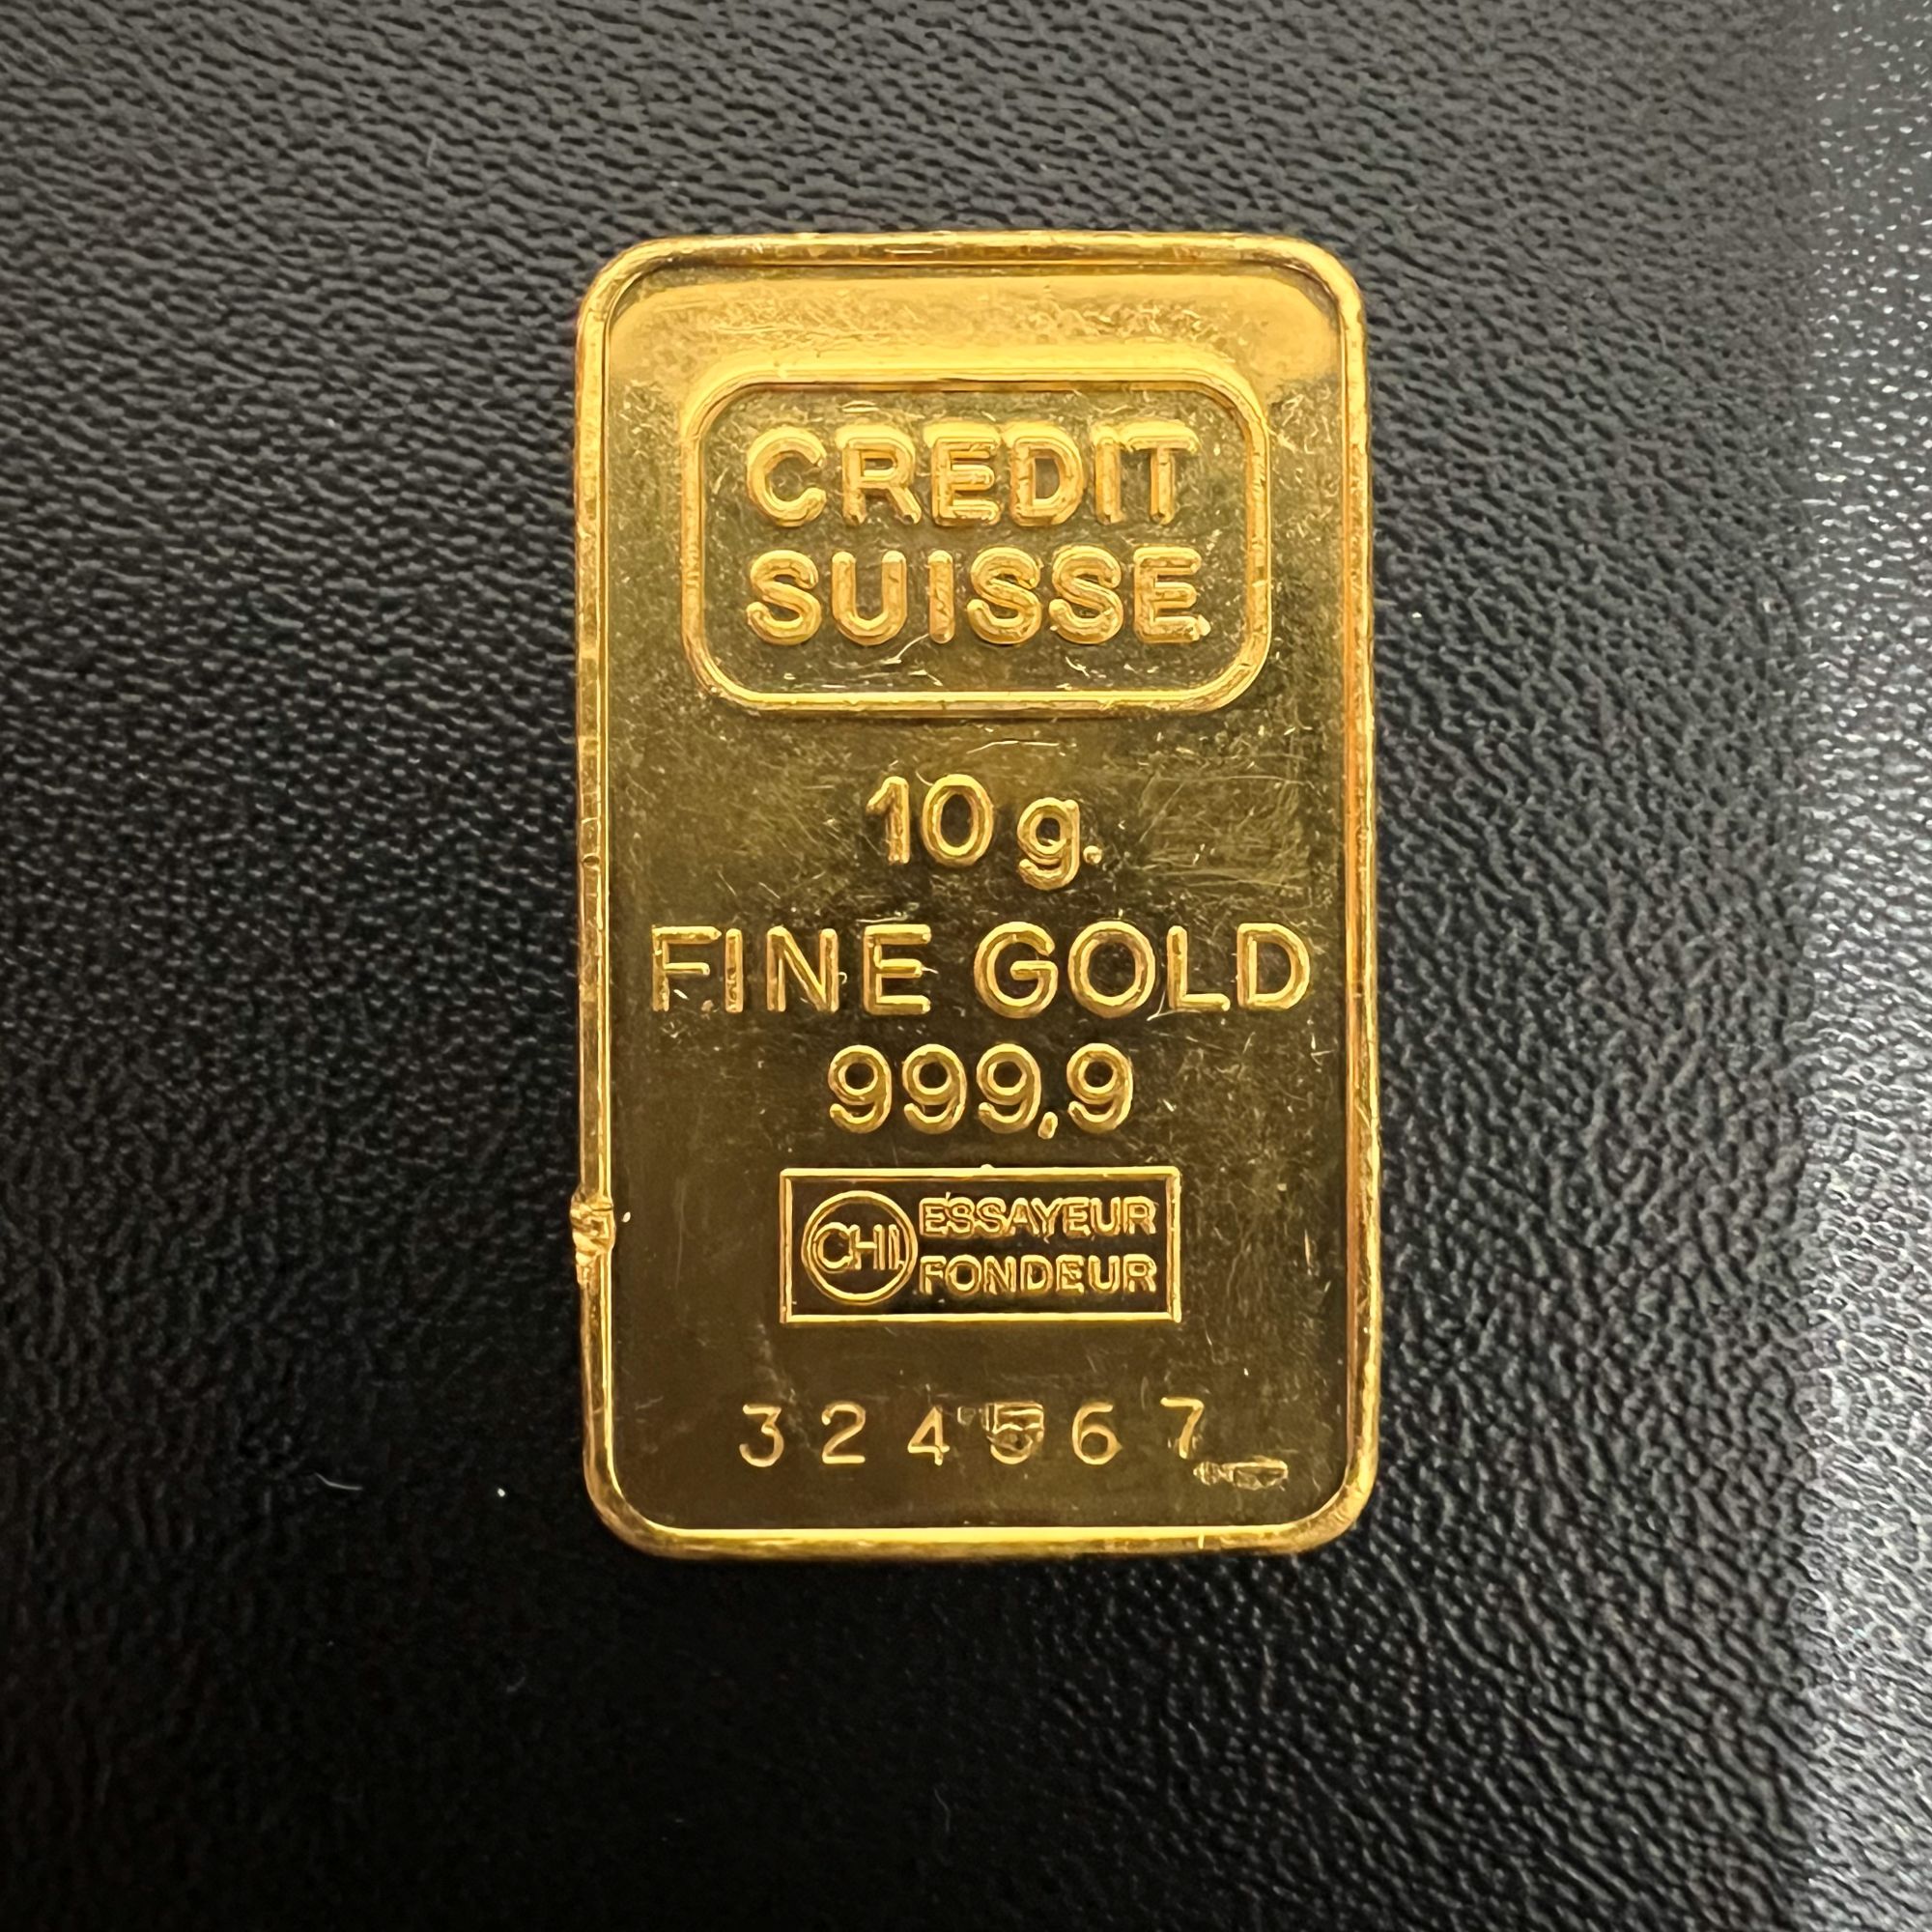 CREDIT
SUISSE
10 g.
FINE GOLD
999,9
CHI ESSAYEUR
FONDEUR
324567